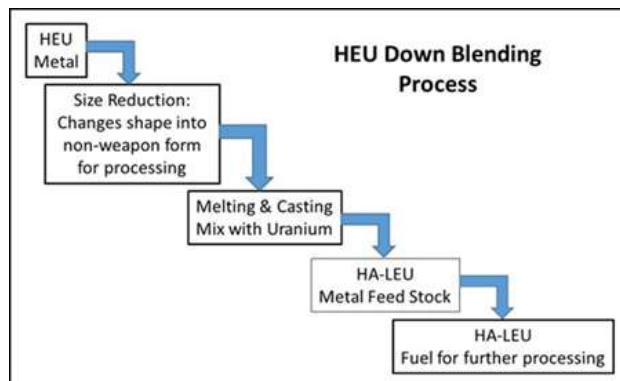 HEU Down Blending
Process
HEU
Metal
Size Reduction:
Changes shape into
non-weapon form
for processing
Melting & Casting
Mix with Uranium
HA-LEU
Metal Feed Stock
HA-LEU
Fuel for further processing